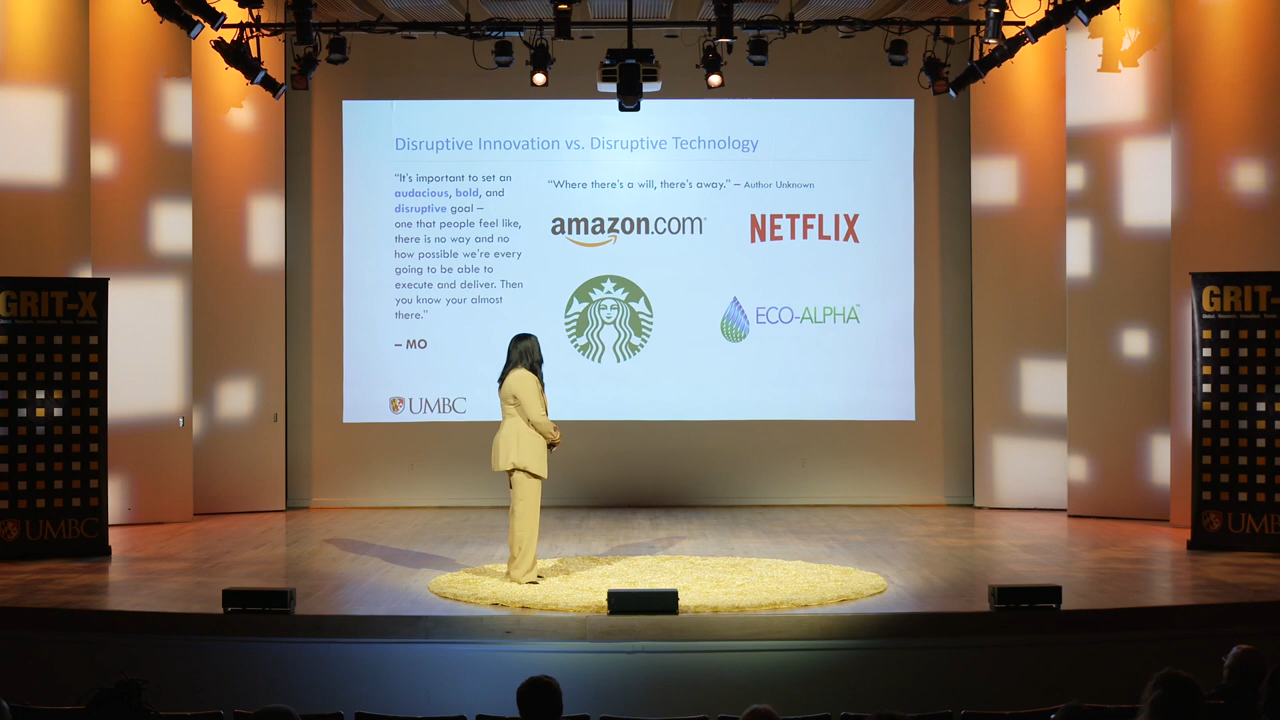 Disruptive Innovation vs. Disruptive Technology
"It's important to set an
audacious, bold, and
disruptive goal –
one that people feel like,
there is no way and no
how possible we're every
going to be able to
execute and deliver. Then
you know your almost
there."
– MO
"Where there's a will, there's away." – Author Unknown
amazon.com
NETFLIX
ECO-ALPHA™
UMBC
GRIT-X
UMBC
GRIT-
UMB